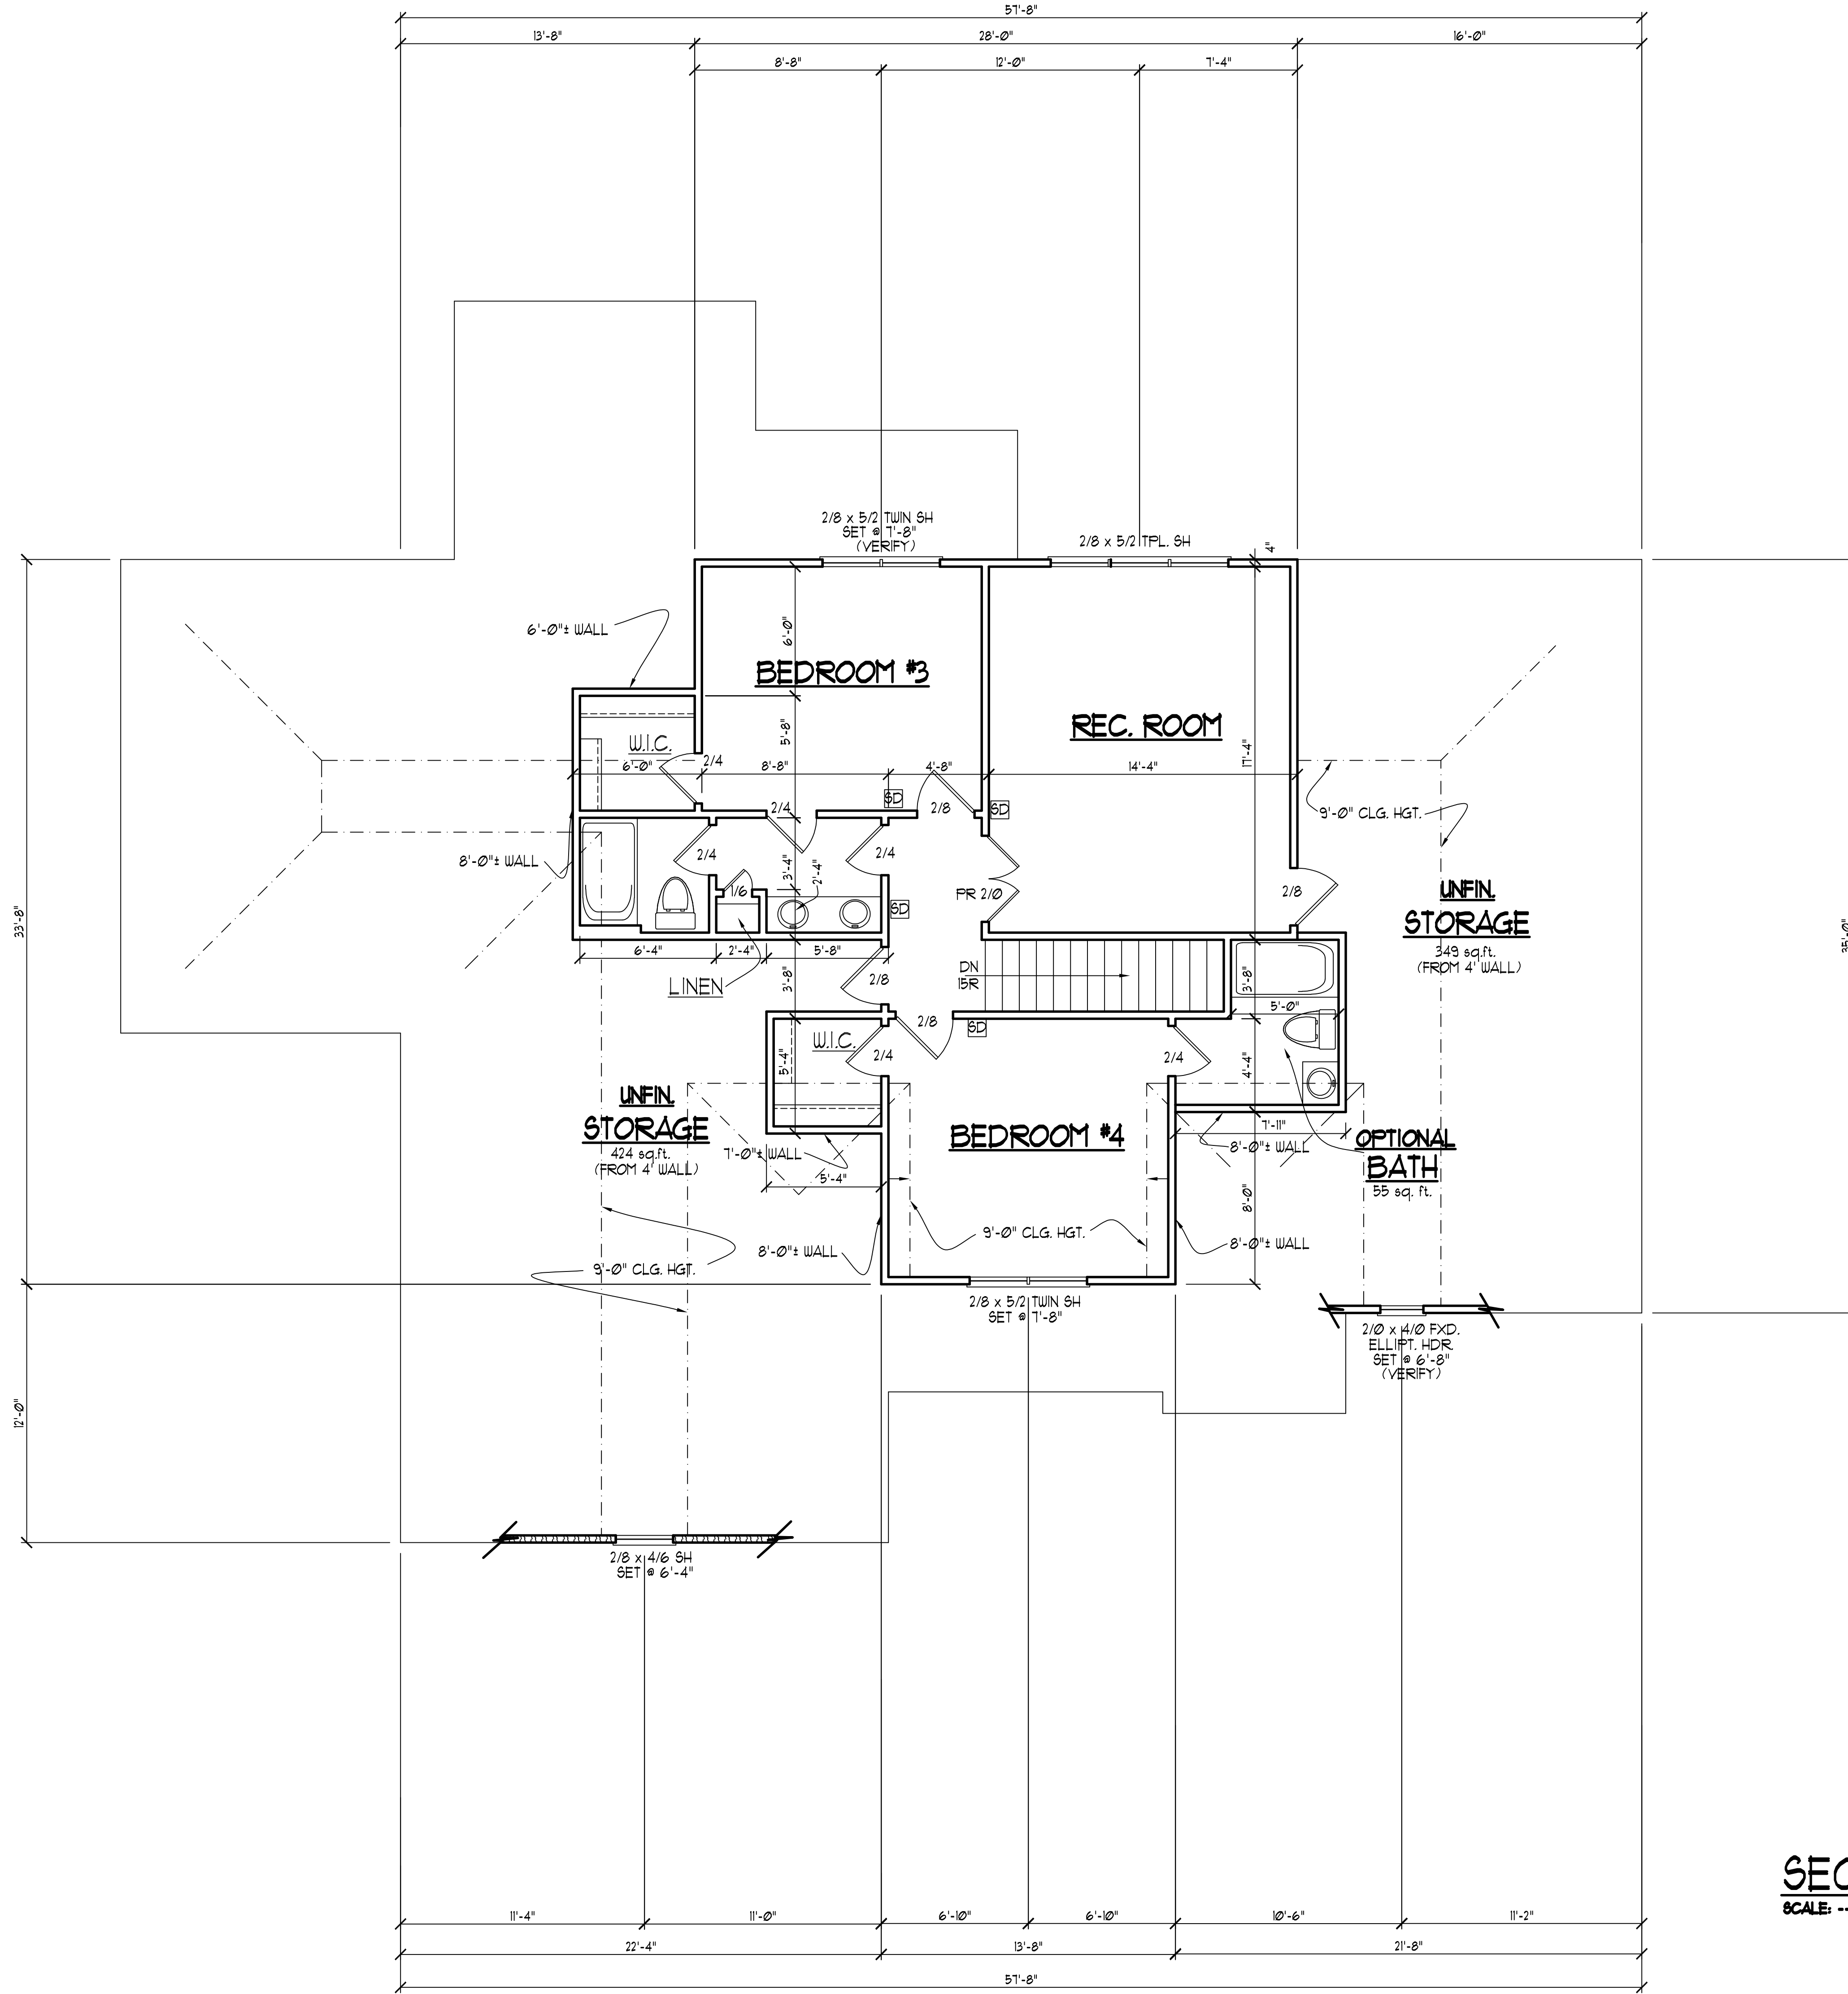 57'-8"
13'-8"
28'-0"
16'-0"
8'-8"
12'-0"
7'-4"
2/8 x 5/2 TWIN SH
SET @ 7'-8"
(VERIFY)
2/8 x 5/2 TPL. SH
4"
6'-0"± WALL
6'-0"
BEDROOM #3
REC. ROOM
W.I.C.
5'-8"
17'-4"
2/4
6'-0"
8'-8"
4'-8"
14'-4"
SD
2/4
2/8
SD
9'-0" CLG. HGT.
8'-0"± WALL
2/4
3'-4"
2'-4"
2/4
1/6
PR 2/0
2/8
SD
UNFIN.
STORAGE
349 sq.ft.
(FROM 4' WALL)
33'-8"
35'-0"
6'-4"
2'-4"
5'-8"
LINEN
3'-8"
2/8
DN
15R
3'-8"
5'-0"
2/8
SD
W.I.C.
5'-4"
2/4
2/4
4'-4"
UNFIN.
STORAGE
424 sq.ft.
(FROM 4' WALL)
7'-0"± WALL
5'-4"
BEDROOM #4
7'-11"
8'-0"± WALL
OPTIONAL
BATH
55 sq. ft.
8'-0"
9'-0" CLG. HGT.
8'-0"± WALL
8'-0"± WALL
9'-0" CLG. HGT.
2/8 x 5/2 TWIN SH
SET @ 7'-8"
2/0 x 4/0 FXD.
ELLIPT. HDR.
SET @ 6'-8"
(VERIFY)
12'-0"
2/8 x 4/6 SH
SET @ 6'-4"
SEC
SCALE: --
11'-4"
11'-0"
6'-10"
6'-10"
10'-6"
11'-2"
22'-4"
13'-8"
21'-8"
57'-8"